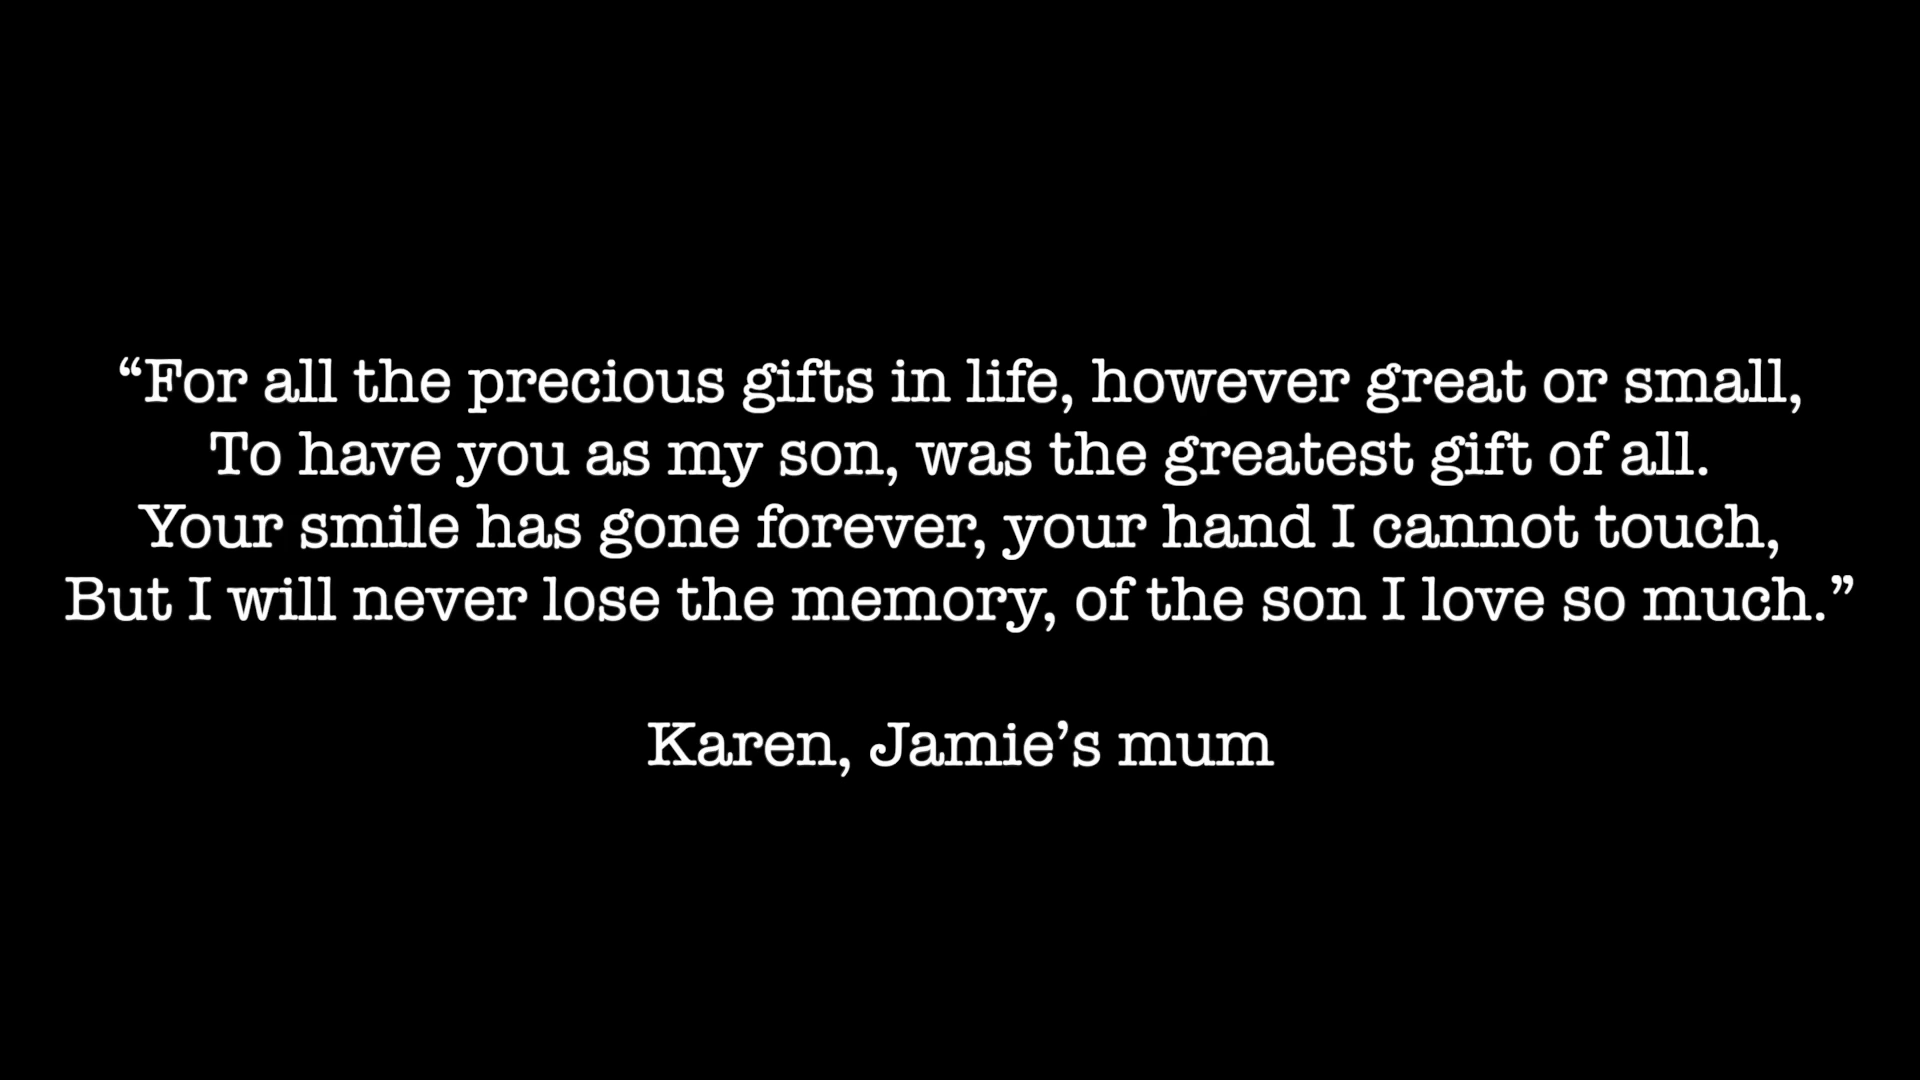 “For all the precious gifts in life, however great or small,
To have you as my son, was the greatest gift of all.
Your smile has gone forever, your hand I cannot touch,
But I will never lose the memory, of the son I love so much.”
Karen, Jamie’s mum